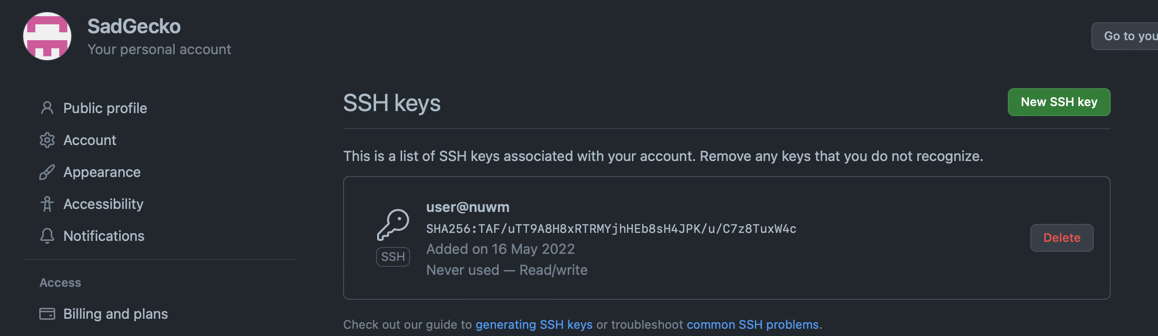 SadGecko
Your personal account
Go to you
Public profile
Account
Appearance
Accessibility
Notifications
Access
Billing and plans
SSH keys
New SSH key
This is a list of SSH keys associated with your account. Remove any keys that you do not recognize.
SSH
user@nuwm
SHA256:TAF/uTT9A8H8xRTRMYjhHEb8sH4JPK/u/C7z8TuxW4c
Added on 16 May 2022
Never used — Read/write
Delete
Check out our guide to generating SSH keys or troubleshoot common SSH problems.